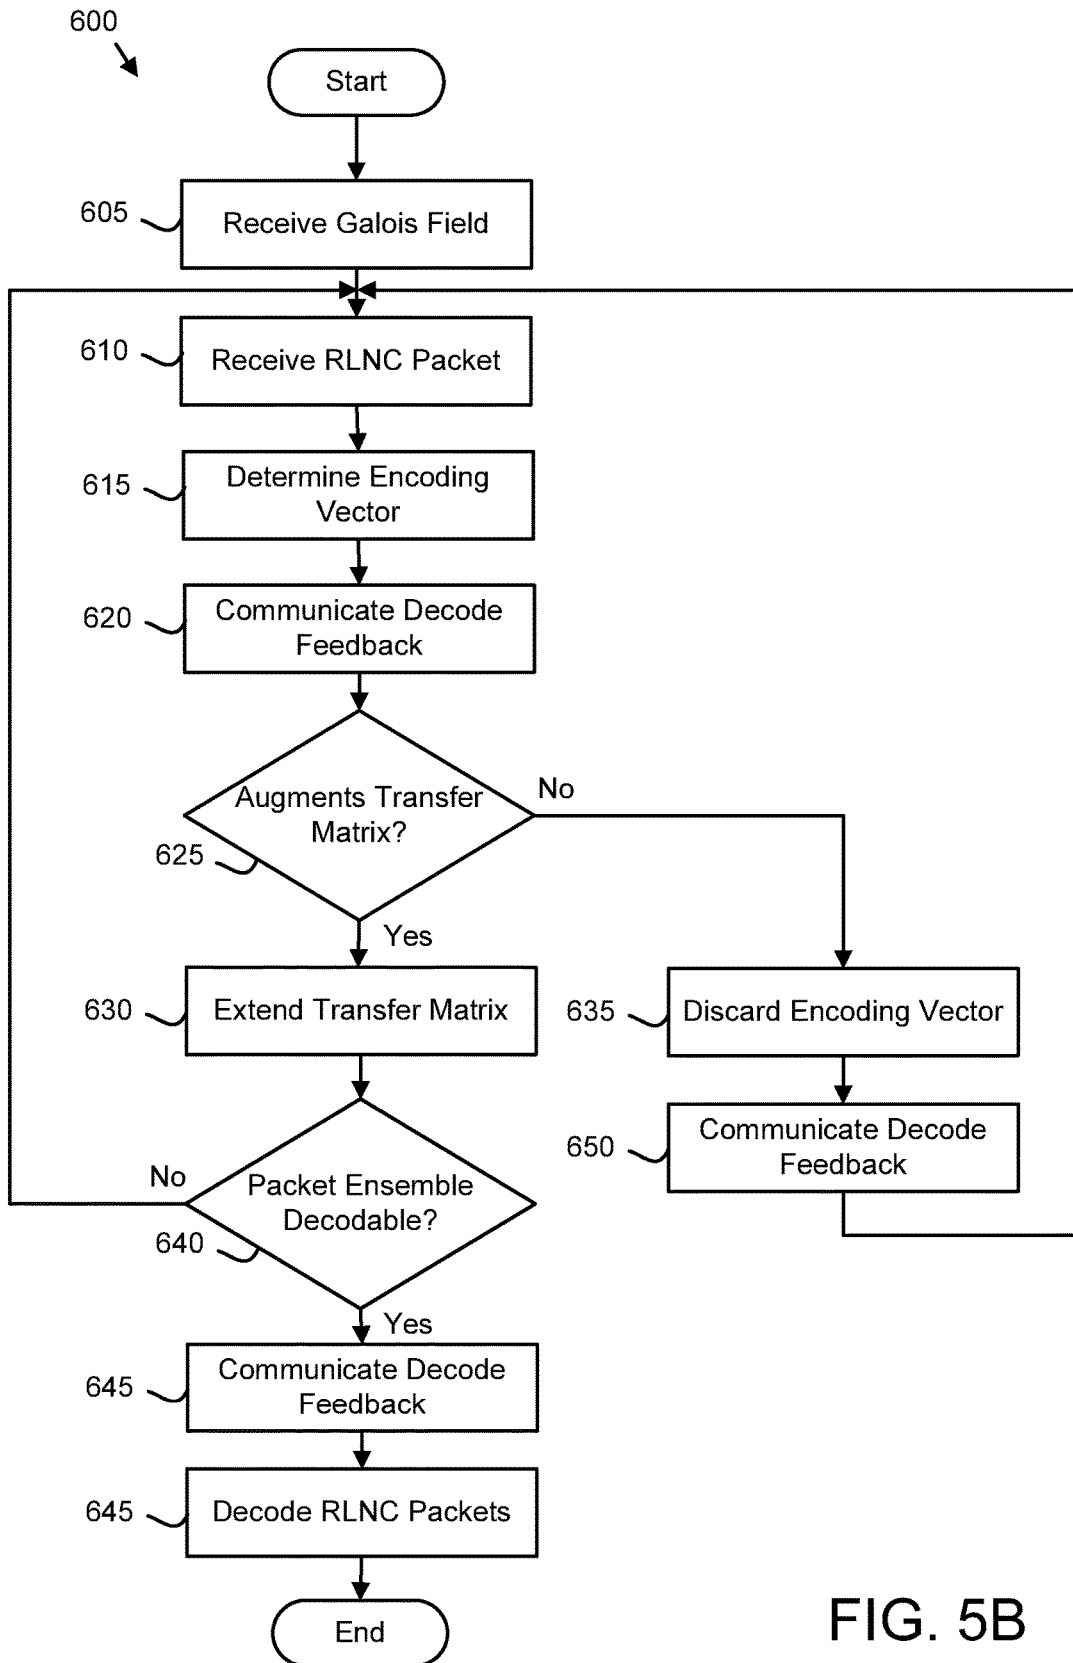 600
Start
605
Receive Galois Field
610
Receive RLNC Packet
615
Determine Encoding
Vector
620
Communicate Decode
Feedback
Augments Transfer
Matrix?
No
625
Yes
630
Extend Transfer Matrix
635
Discard Encoding Vector
650
Communicate Decode
Feedback
No
Packet Ensemble
Decodable?
640
Yes
645
Communicate Decode
Feedback
645
Decode RLNC Packets
End
FIG. 5B